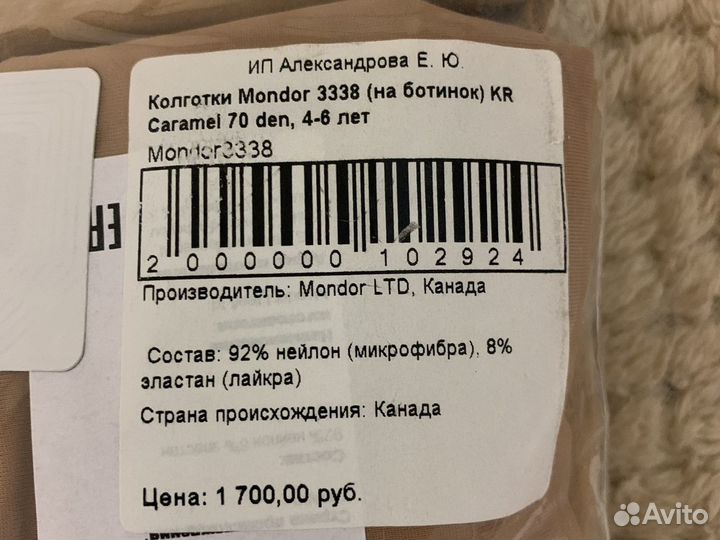 ИП Александрова Е. Ю.
Колготки Mondor 3338 (на ботинок) KR
Caramel 70 den, 4-6 лет
Mondor3338
2 000000 102924
Производитель: Mondor LTD, Канада
Состав: 92% нейлон (микрофибра), 8%
эластан (лайкра)
Страна происхождения: Канада
Цена: 1 700,00 руб.
Avito